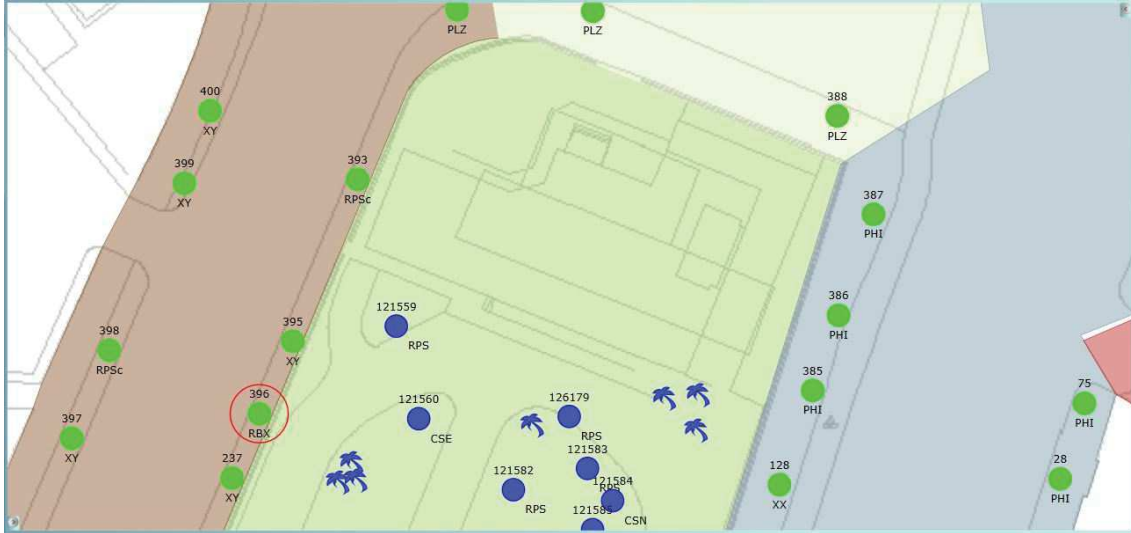 PLZ
PLZ
400
XY
388
PLZ
399
XY
393
RPSc
387
PHI
386
PHI
121559
RPS
398
RPSc
395
XY
385
PHI
75
PHI
396
RBX
121560
CSE
126179
RPS
397
XY
121583
RPS
237
XY
121582
RPS
121584
CSN
128
XX
28
PHI
121585